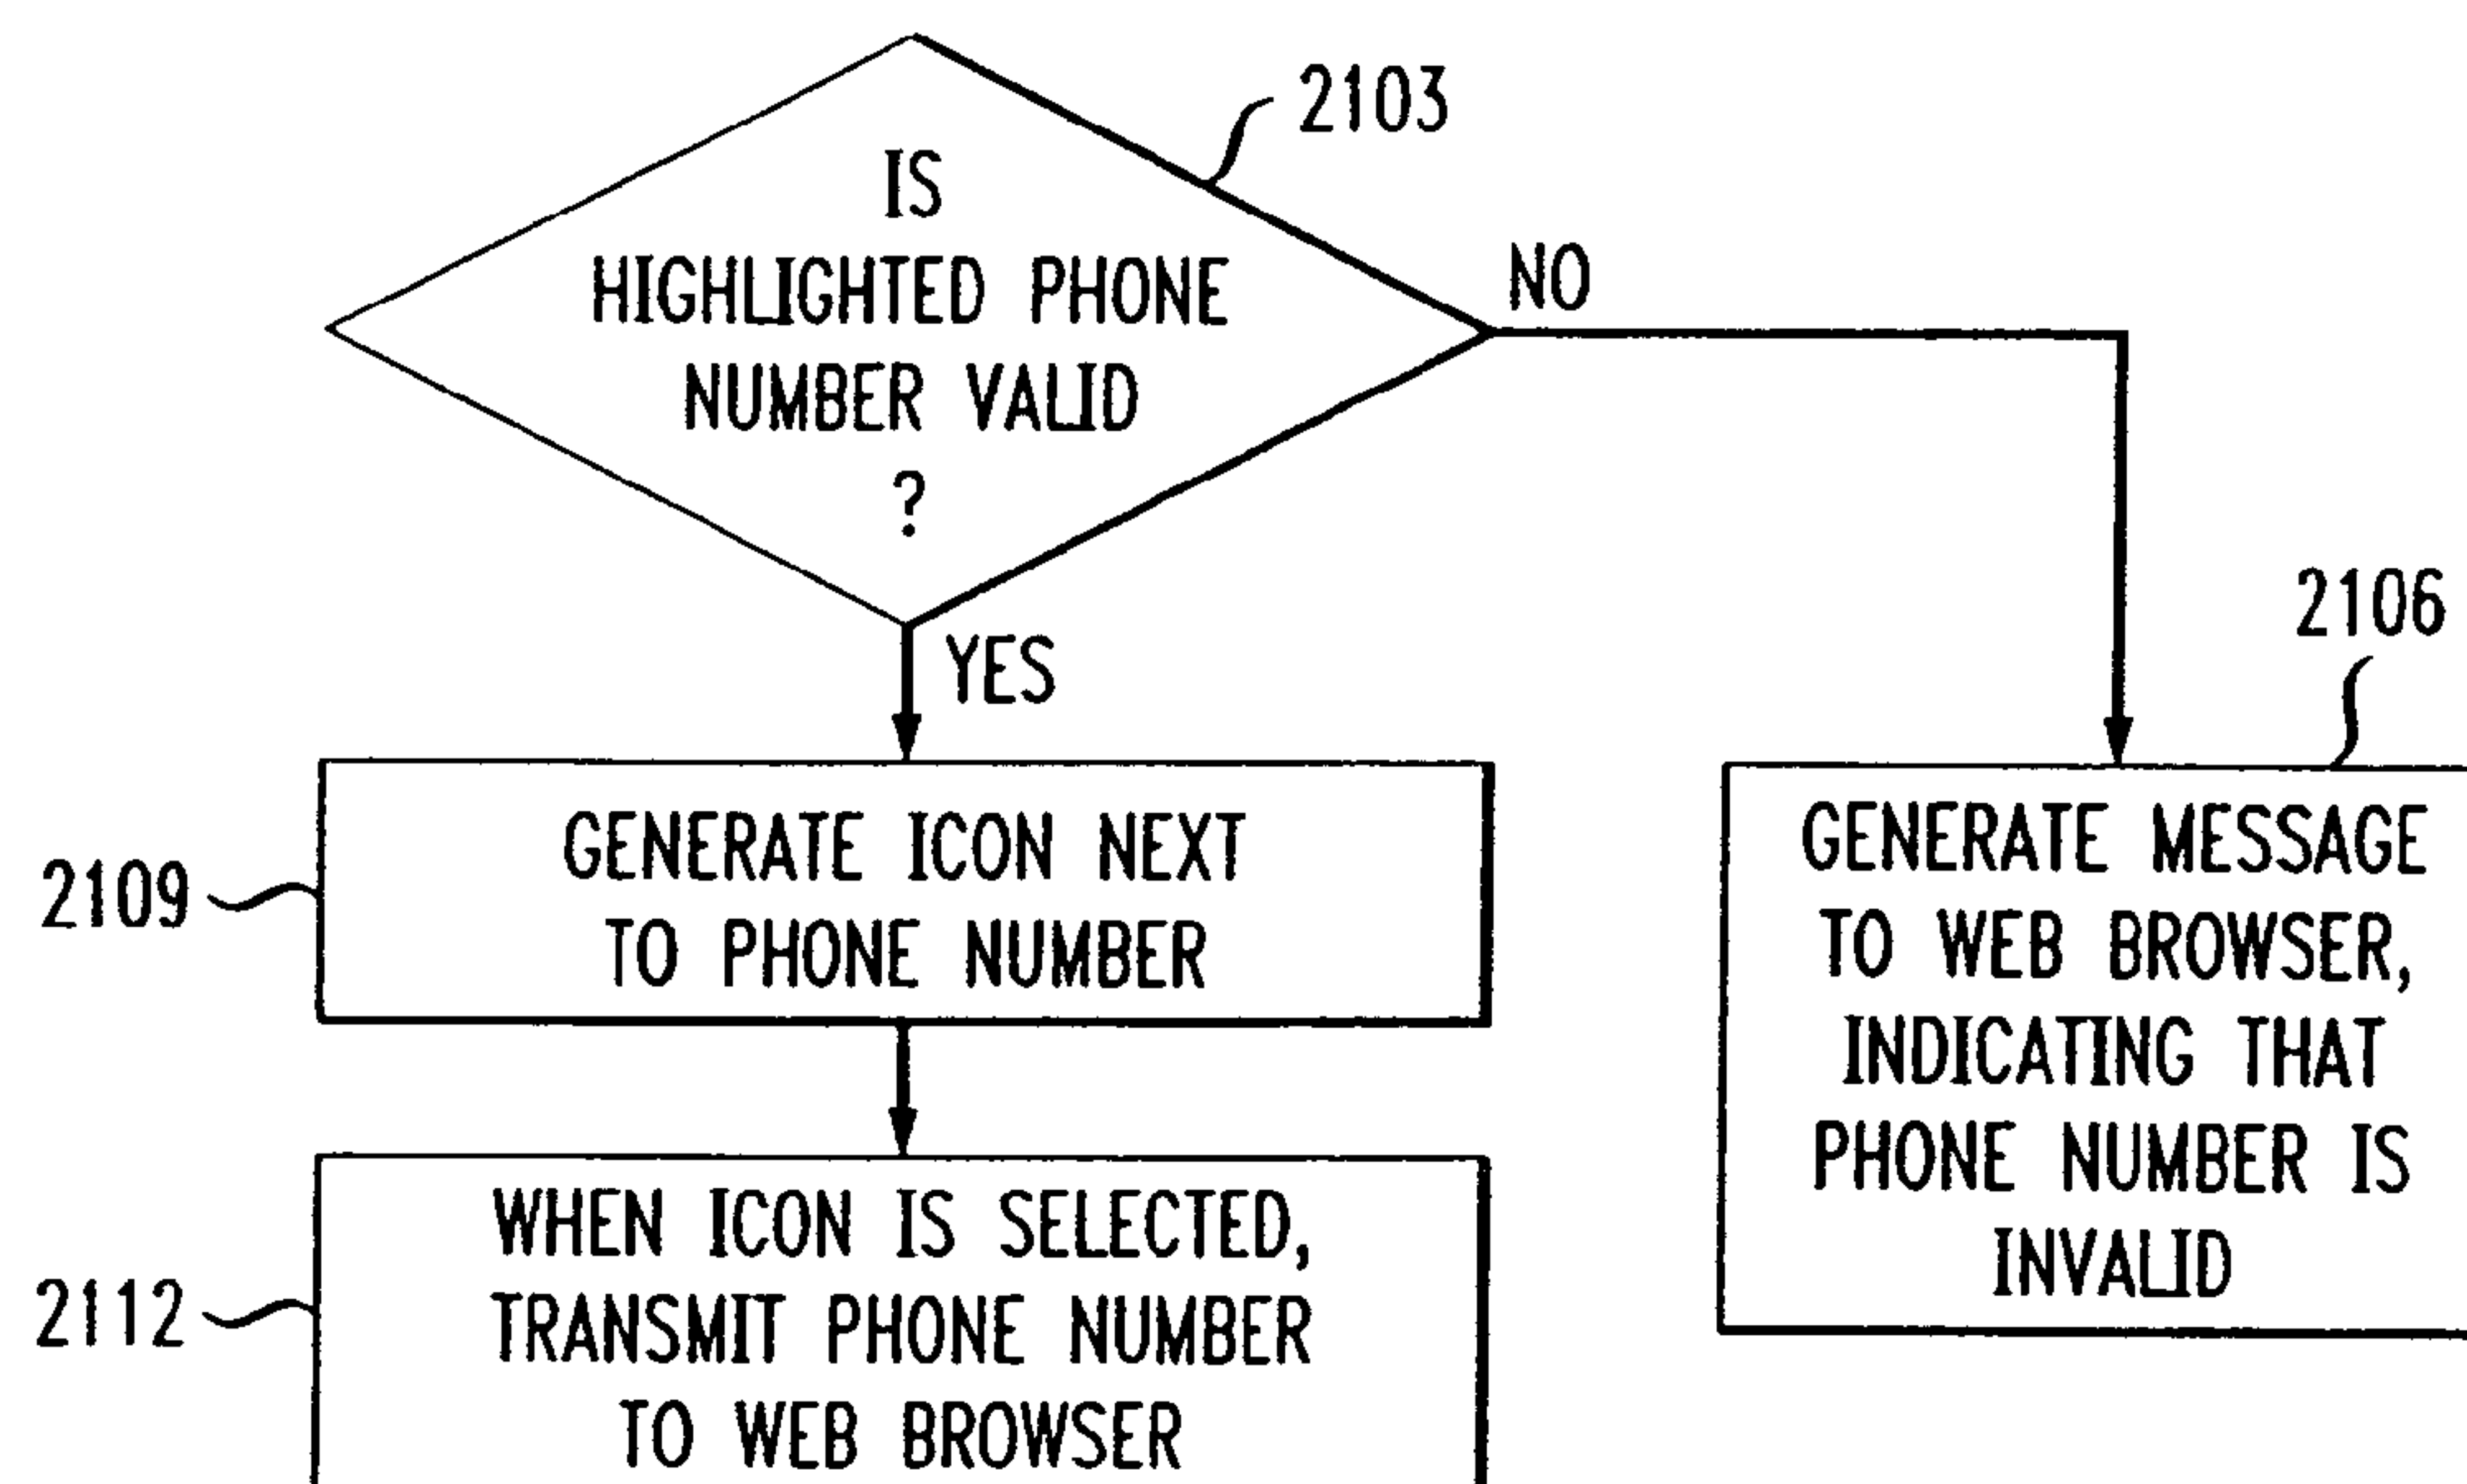 2103
IS
HIGHLIGHTED PHONE
NUMBER VALID
?
NO
YES
2106
2109
GENERATE ICON NEXT
TO PHONE NUMBER
GENERATE MESSAGE
TO WEB BROWSER,
INDICATING THAT
PHONE NUMBER IS
INVALID
2112
WHEN ICON IS SELECTED,
TRANSMIT PHONE NUMBER
TO WEB BROWSER